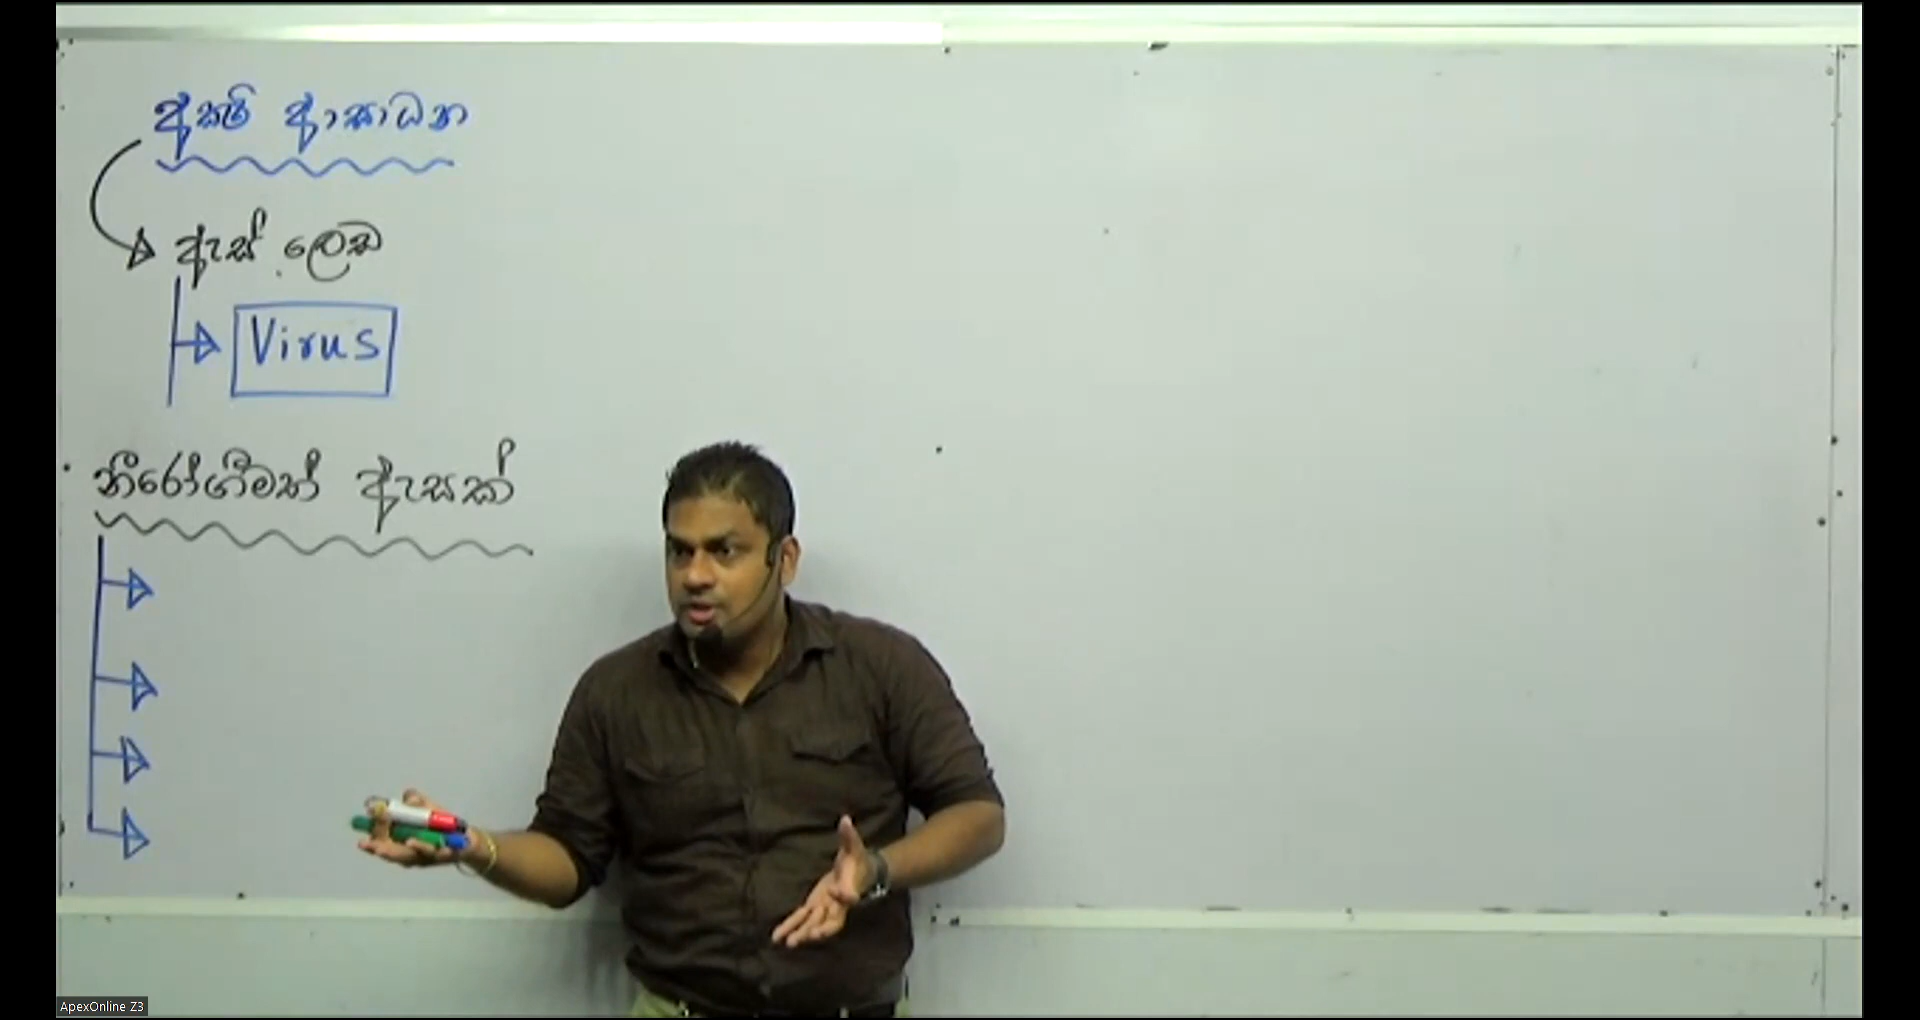 අක්ෂි ආසාධන
ඇස් ලෙඩ
Virus
නීරෝගීමත් ඇසක්
ApexOnline Z3